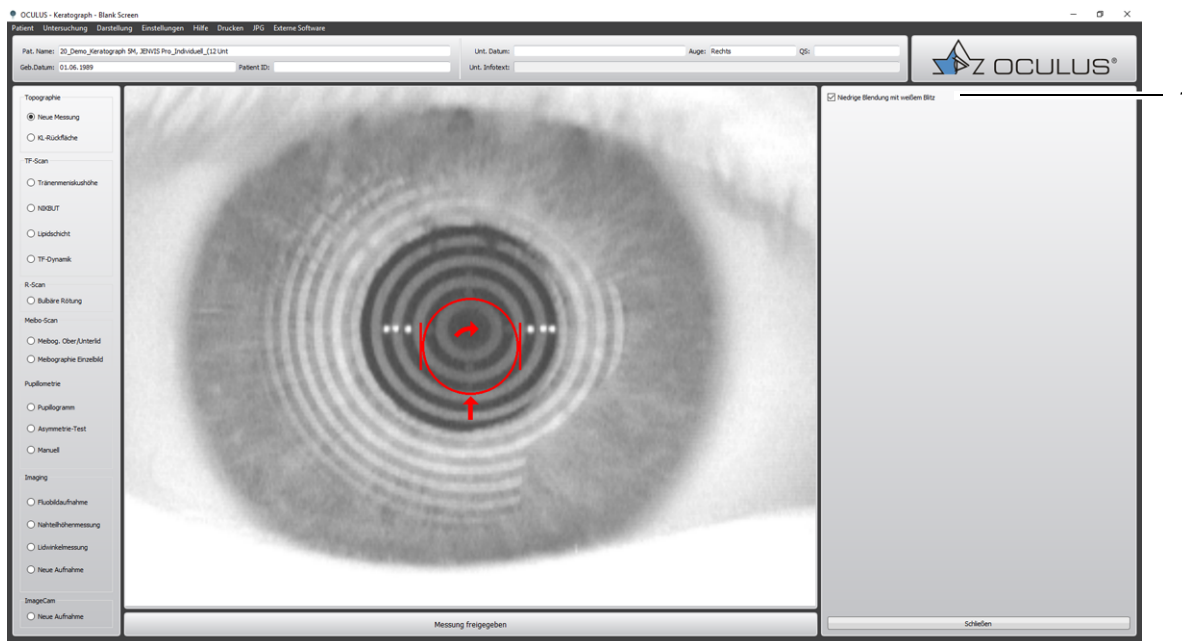 OCULUS - Keratograph - Blank Screen
Patient Untersuchung Darstellung Einstellungen Hilfe Drucken JPG Externe Software
Pat. Name: 20_Demo_Keratograph 5M, JENVIS Pro_Individuell_(12 Unt
Unt. Datum: Auge: Rechts QS:
Geb.Datum: 01.06.1989 Patient ID: Unt. Infotext:
OCULUS®
Topographie
Neue Messung
KL-Rückfläche
TF-Scan
Tränenmeniskushöhe
NIKBUT
Lipidschicht
TF-Dynamik
R-Scan
Bulbäre Rötung
Meibo-Scan
Meibog. Ober/Unterlid
Meibographie Einzelbild
Pupillometrie
Pupillogramm
Asymmetrie-Test
Manuell
Imaging
Fluobildaufnahme
Nahteilhöhenmessung
Lidwinkelmessung
Neue Aufnahme
ImageCam
Neue Aufnahme
Messung freigegeben
Niedrige Blendung mit weißem Blitz
Schließen